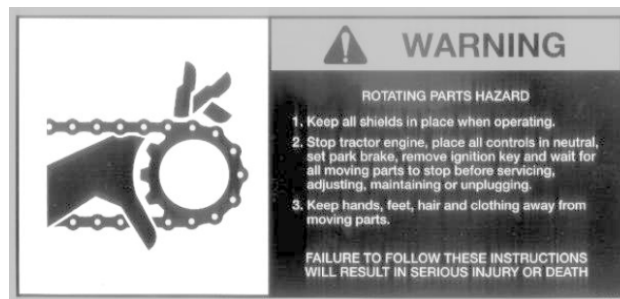 WARNING
ROTATING PARTS HAZARD
1. Keep all shields in place when operating.
2. Stop tractor engine, place all controls in neutral,
set park brake, remove ignition key and wait for
all moving parts to stop before servicing,
adjusting, maintaining or unplugging.
3. Keep hands, feet, hair and clothing away from
moving parts.
FAILURE TO FOLLOW THESE INSTRUCTIONS
WILL RESULT IN SERIOUS INJURY OR DEATH